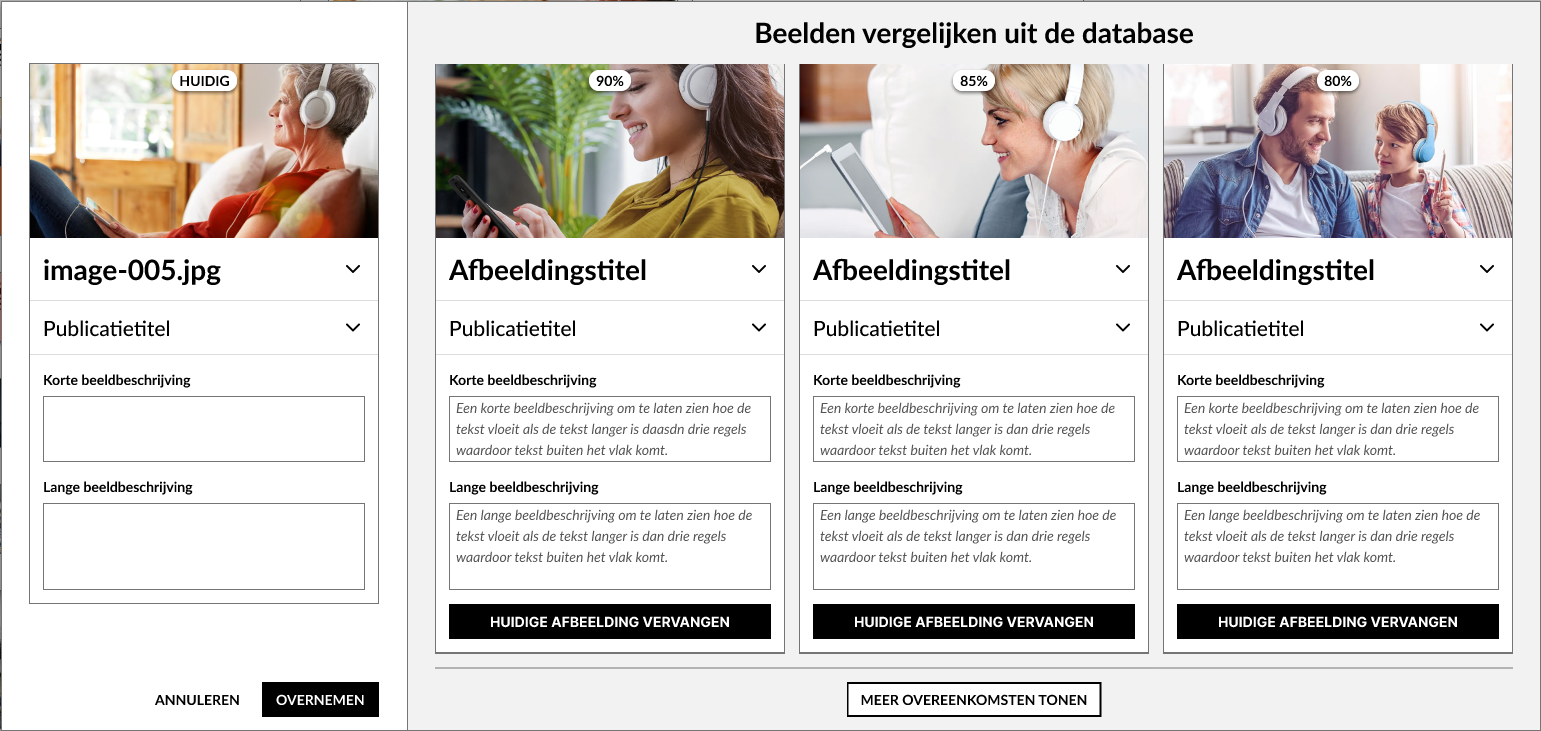 Beelden vergelijken uit de database
HUIDIG
image-005.jpg
Publicatietitel
Korte beeldbeschrijving
Lange beeldbeschrijving
ANNULEREN
OVERNEMEN
90%
Afbeeldingstitel
Publicatietitel
Korte beeldbeschrijving
Een korte beeldbeschrijving om te laten zien hoe de
tekst vloeit als de tekst langer is daasdn drie regels
waardoor tekst buiten het vlak komt.
Lange beeldbeschrijving
Een lange beeldbeschrijving om te laten zien hoe de
tekst vloeit als de tekst langer is dan drie regels
waardoor tekst buiten het vlak komt.
HUIDIGE AFBEELDING VERVANGEN
85%
Afbeeldingstitel
Publicatietitel
Korte beeldbeschrijving
Een korte beeldbeschrijving om te laten zien hoe de
tekst vloeit als de tekst langer is dan drie regels
waardoor tekst buiten het vlak komt.
Lange beeldbeschrijving
Een lange beeldbeschrijving om te laten zien hoe de
tekst vloeit als de tekst langer is dan drie regels
waardoor tekst buiten het vlak komt.
HUIDIGE AFBEELDING VERVANGEN
80%
Afbeeldingstitel
Publicatietitel
Korte beeldbeschrijving
Een korte beeldbeschrijving om te laten zien hoe de
tekst vloeit als de tekst langer is dan drie regels
waardoor tekst buiten het vlak komt.
Lange beeldbeschrijving
Een lange beeldbeschrijving om te laten zien hoe de
tekst vloeit als de tekst langer is dan drie regels
waardoor tekst buiten het vlak komt.
HUIDIGE AFBEELDING VERVANGEN
MEER OVEREENKOMSTEN TONEN